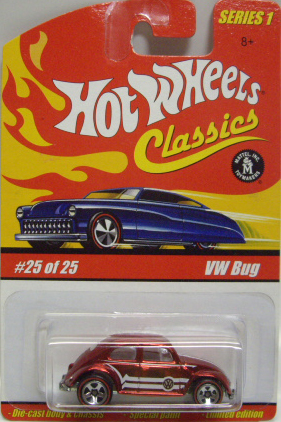 SERIES 1
8+
HOT WHEELS
Classics
MATTEL, INC.
M
TOYMAKERS
#25 of 25
VW Bug
- Die-cast body & chassis - Special paint - Limited edition